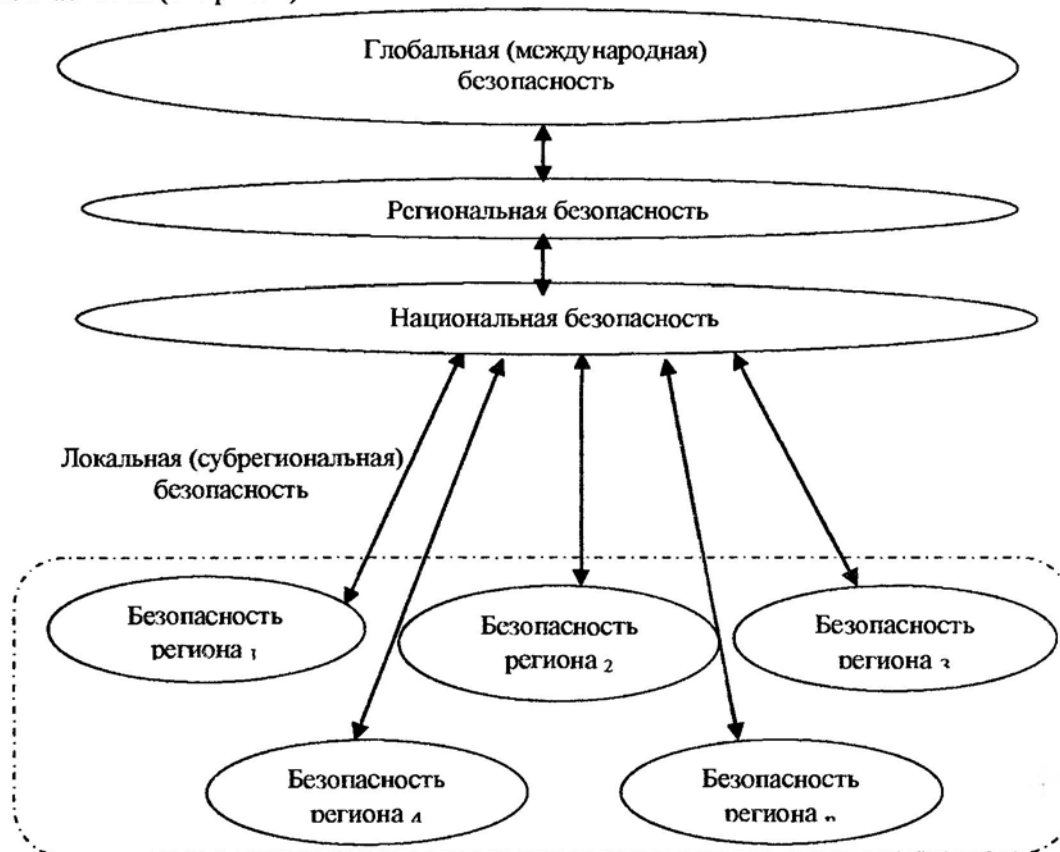 Глобальная (международная)
безопасность
Региональная безопасность
Национальная безопасность
Локальная (субрегиональная)
безопасность
Безопасность
региона 1
Безопасность
региона 2
Безопасность
региона 3
Безопасность
региона 4
Безопасность
региона n